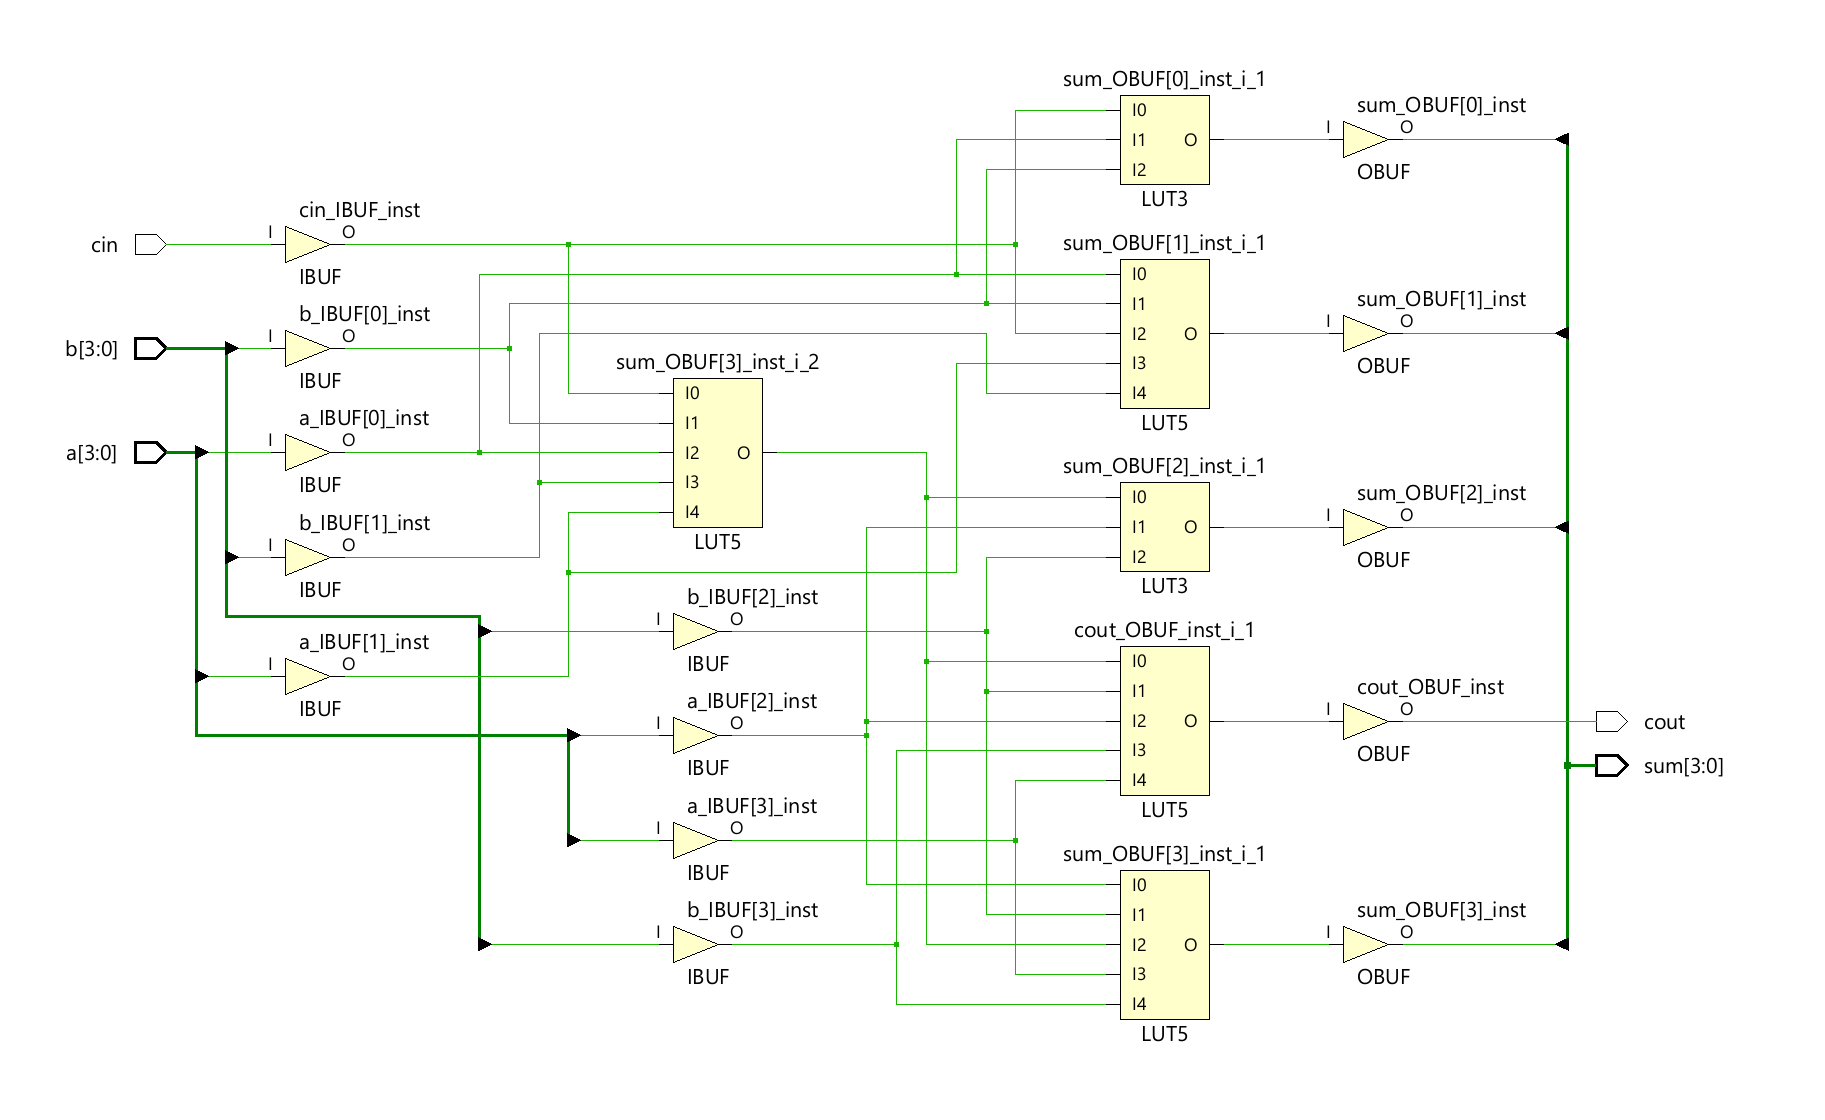 sum_OBUF[0]_inst_i_1
I0
I1
I2
O
LUT3
sum_OBUF[0]_inst
I
O
OBUF
cin
cin_IBUF_inst
I
O
IBUF
sum_OBUF[1]_inst_i_1
I0
I1
I2
I3
I4
O
LUT5
sum_OBUF[1]_inst
I
O
OBUF
b[3:0]
b_IBUF[0]_inst
I
O
IBUF
sum_OBUF[3]_inst_i_2
I0
I1
I2
I3
I4
O
LUT5
a[3:0]
a_IBUF[0]_inst
I
O
IBUF
b_IBUF[1]_inst
I
O
IBUF
sum_OBUF[2]_inst_i_1
I0
I1
I2
O
LUT3
sum_OBUF[2]_inst
I
O
OBUF
a_IBUF[1]_inst
I
O
IBUF
b_IBUF[2]_inst
I
O
IBUF
cout_OBUF_inst_i_1
I0
I1
I2
I3
I4
O
LUT5
cout_OBUF_inst
I
O
OBUF
cout
sum[3:0]
a_IBUF[2]_inst
I
O
IBUF
a_IBUF[3]_inst
I
O
IBUF
sum_OBUF[3]_inst_i_1
I0
I1
I2
I3
I4
O
LUT5
sum_OBUF[3]_inst
I
O
OBUF
b_IBUF[3]_inst
I
O
IBUF